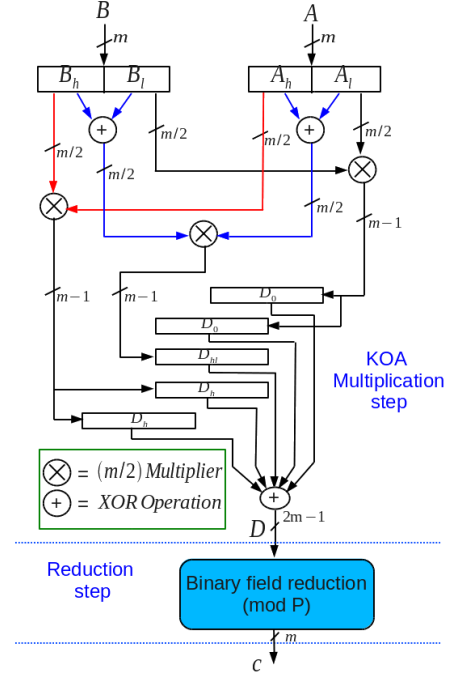 B A
m m
B_h B_l A_h A_l
+ +
m/2 m/2 m/2 m/2
m/2 m/2
m−1
m−1 m−1
D_0
D_0
D_hl
D_h
D_h
KOA
Multiplication
step
= (m/2) Multiplier
+ = XOR Operation
+
D 2m−1
Reduction
step
Binary field reduction
(mod P)
m
c